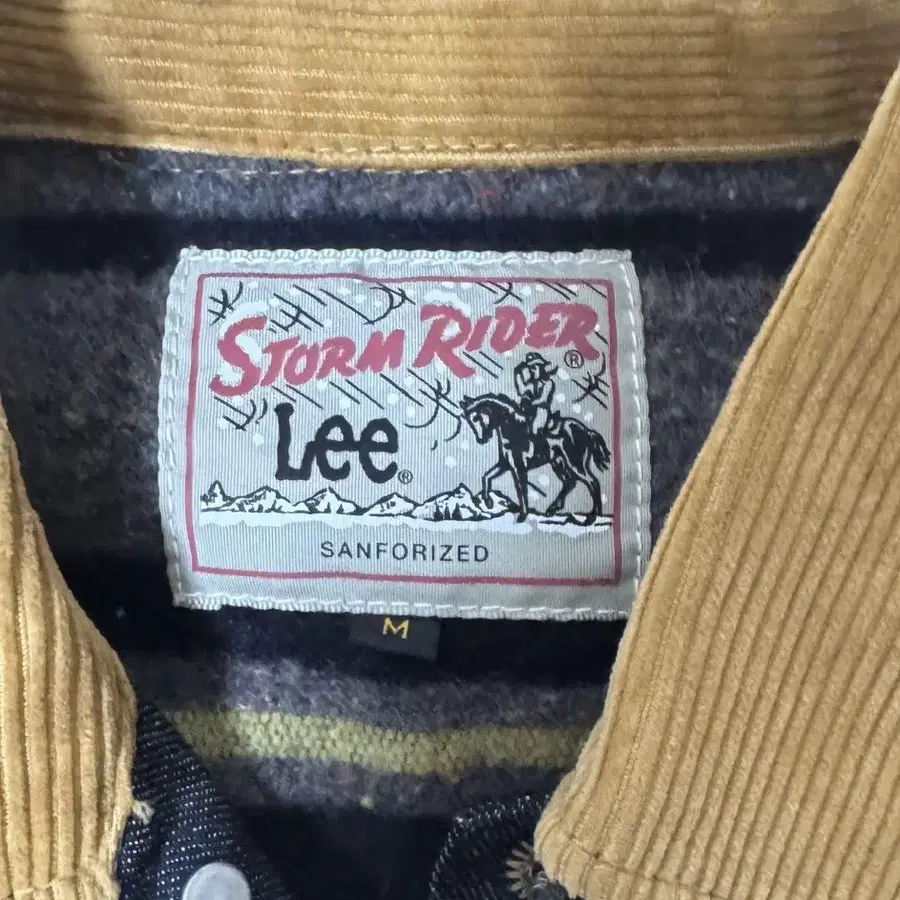 STORM RIDER®
Lee®
SANFORIZED
M